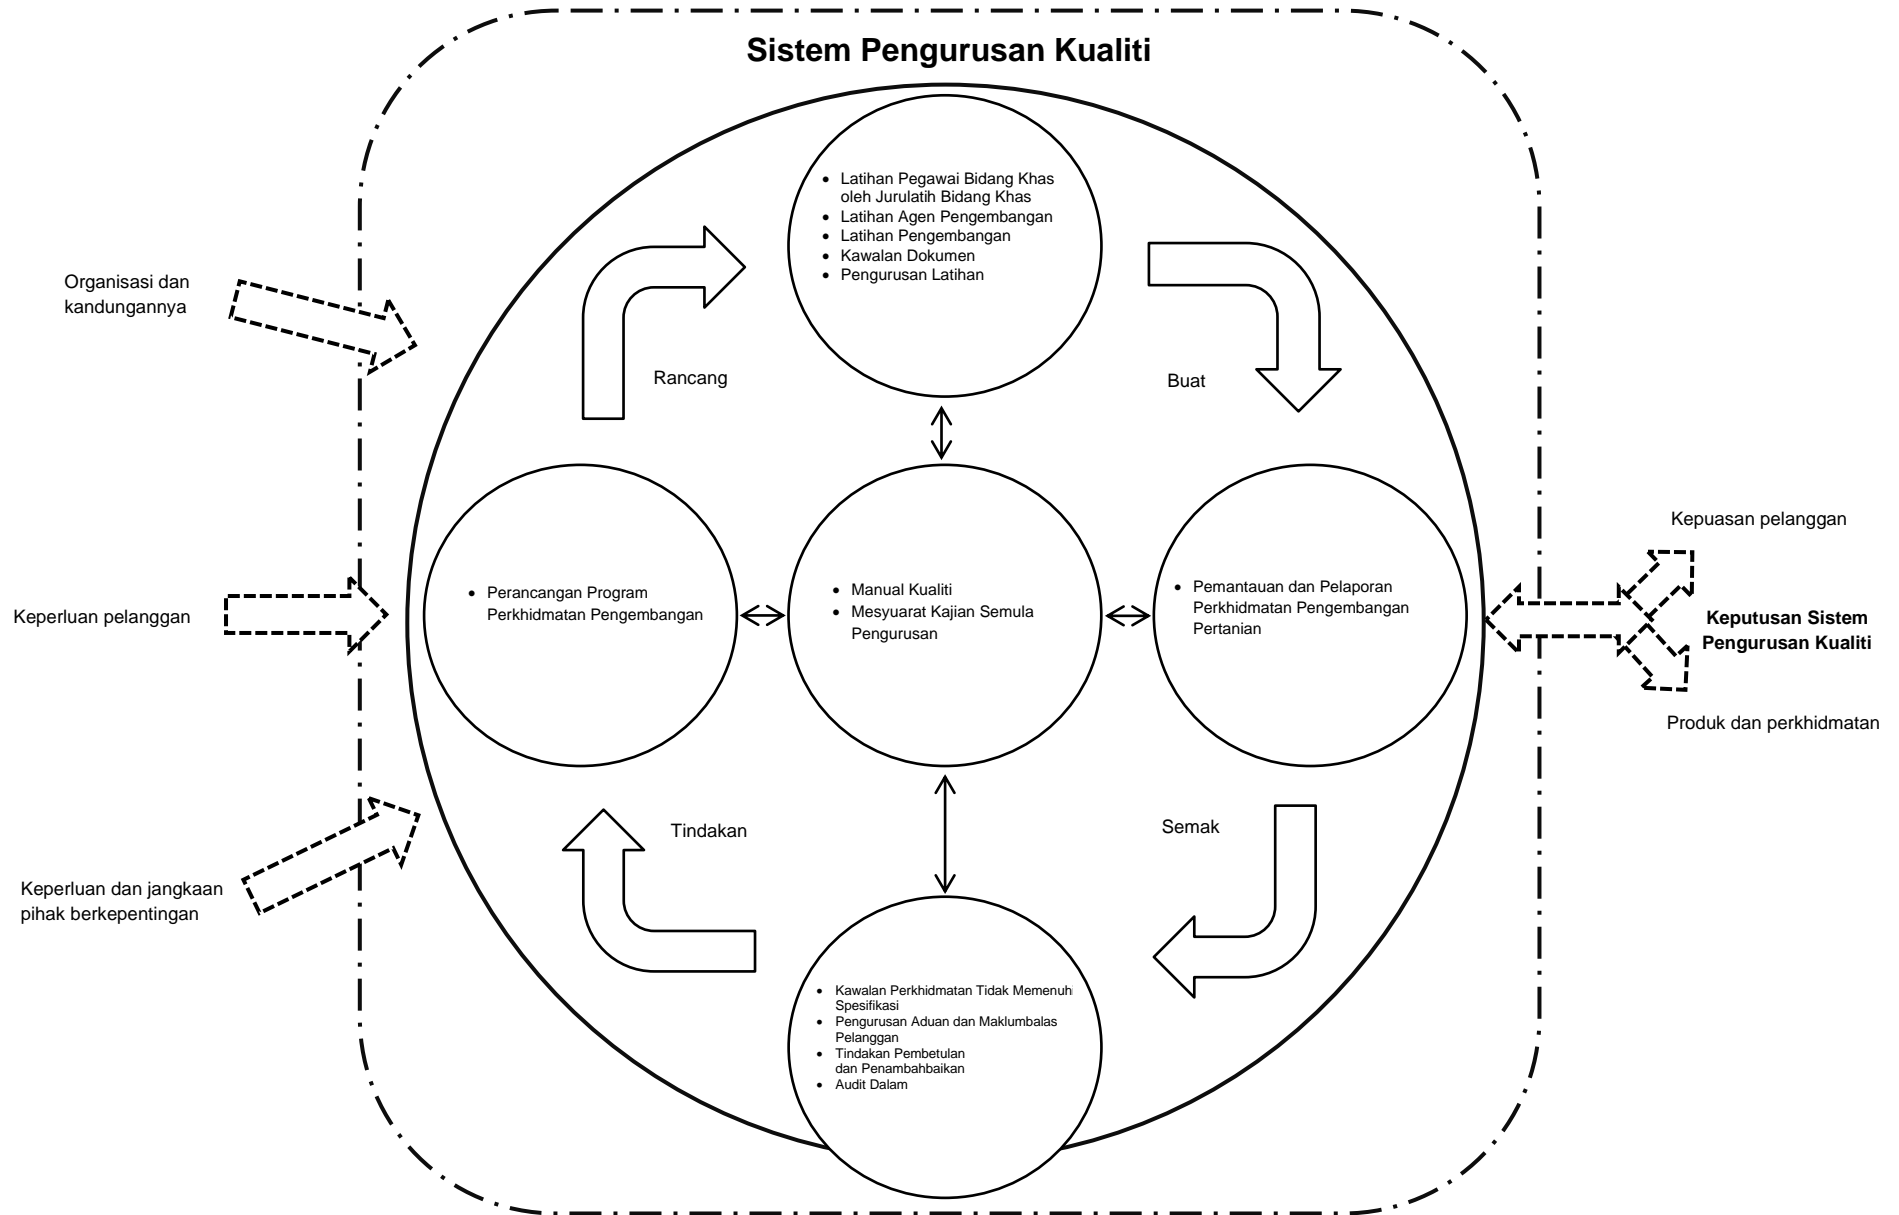 Sistem Pengurusan Kualiti
• Latihan Pegawai Bidang Khas
oleh Jurulatih Bidang Khas
• Latihan Agen Pengembangan
• Latihan Pengembangan
• Kawalan Dokumen
• Pengurusan Latihan
Organisasi dan
kandungannya
Rancang
Buat
Kepuasan pelanggan
Keperluan pelanggan
• Perancangan Program
Perkhidmatan Pengembangan
• Manual Kualiti
• Mesyuarat Kajian Semula
Pengurusan
• Pemantauan dan Pelaporan
Perkhidmatan Pengembangan
Pertanian
Keputusan Sistem
Pengurusan Kualiti
Produk dan perkhidmatan
Tindakan
Semak
Keperluan dan jangkaan
pihak berkepentingan
• Kawalan Perkhidmatan Tidak Memenuhi
Spesifikasi
• Pengurusan Aduan dan Maklumbalas
Pelanggan
• Tindakan Pembetulan
dan Penambahbaikan
• Audit Dalam